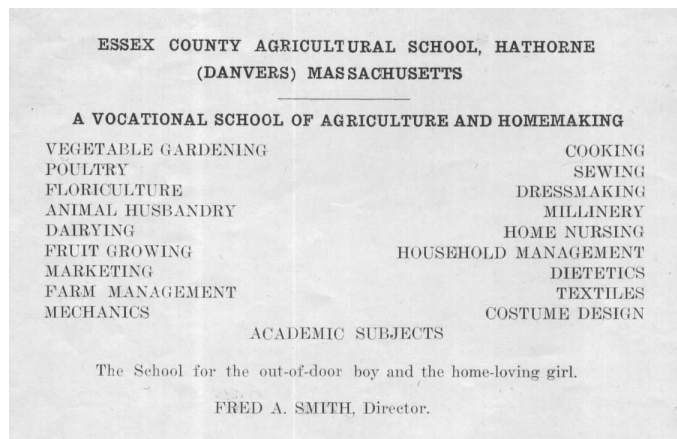 ESSEX COUNTY AGRICULTURAL SCHOOL, HATHORNE
(DANVERS) MASSACHUSETTS
A VOCATIONAL SCHOOL OF AGRICULTURE AND HOMEMAKING
VEGETABLE GARDENING COOKING
POULTRY SEWING
FLORICULTURE DRESSMAKING
ANIMAL HUSBANDRY MILLINERY
DAIRYING HOME NURSING
FRUIT GROWING HOUSEHOLD MANAGEMENT
MARKETING DIETETICS
FARM MANAGEMENT TEXTILES
MECHANICS COSTUME DESIGN
ACADEMIC SUBJECTS
The School for the out-of-door boy and the home-loving girl.
FRED A. SMITH, Director.